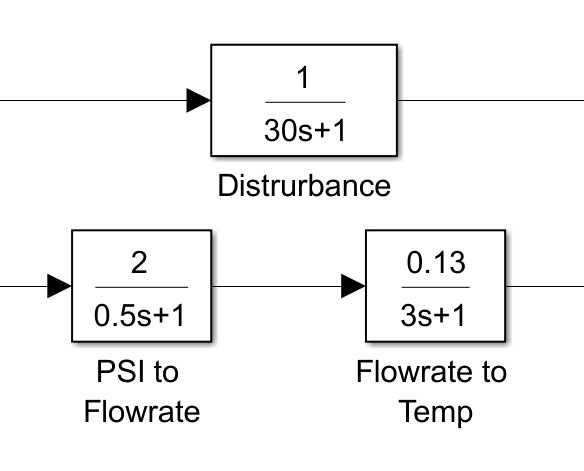 1
30s+1
Distrurbance
2
0.5s+1
PSI to
Flowrate
0.13
3s+1
Flowrate to
Temp